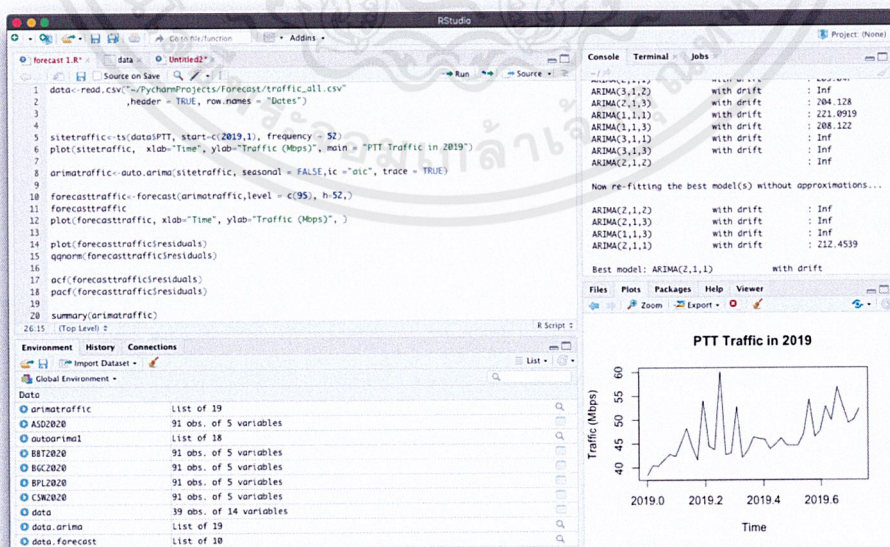 RStudio
Go to file/function
Addins
Project: (None)
forecast 1.R*
data
Untitled2*
Source on Save
Run
Source
1 data<-read.csv("~/PycharmProjects/Forecast/traffic_all.csv"
2 ,header = TRUE, row.names = "Dates")
3
4
5 sitetraffic<-ts(data$PTT, start=c(2019,1), frequency = 52)
6 plot(sitetraffic, xlab="Time", ylab="Traffic (Mbps)", main = "PTT Traffic in 2019")
7
8 arimatraffic<-auto.arima(sitetraffic, seasonal = FALSE,ic ="aic", trace = TRUE)
9
10 forecasttraffic<-forecast(arimatraffic,level = c(95), h=52,)
11 forecasttraffic
12 plot(forecasttraffic, xlab="Time", ylab="Traffic (Mbps)", )
13
14 plot(forecasttraffic$residuals)
15 qqnorm(forecasttraffic$residuals)
16
17 acf(forecasttraffic$residuals)
18 pacf(forecasttraffic$residuals)
19
20 summary(arimatraffic)
26:15 (Top Level)
R Script
Environment History Connections
Import Dataset
List
Global Environment
Data
arimatraffic List of 19
ASD2020 91 obs. of 5 variables
autoarima1 List of 18
BBT2020 91 obs. of 5 variables
BGC2020 91 obs. of 5 variables
BPL2020 91 obs. of 5 variables
CSW2020 91 obs. of 5 variables
data 39 obs. of 14 variables
data.arima List of 19
data.forecast List of 10
Console Terminal Jobs
~/
ARIMA(3,1,2) with drift : Inf
ARIMA(2,1,1) with drift : 204.128
ARIMA(1,1,1) with drift : 221.0919
ARIMA(1,1,3) with drift : 208.122
ARIMA(3,1,1) with drift : Inf
ARIMA(3,1,3) with drift : Inf
ARIMA(2,1,2) : Inf
Now re-fitting the best model(s) without approximations...
ARIMA(2,1,2) with drift : Inf
ARIMA(2,1,3) with drift : Inf
ARIMA(1,1,3) with drift : Inf
ARIMA(2,1,1) with drift : 212.4539
Best model: ARIMA(2,1,1) with drift
Files Plots Packages Help Viewer
Zoom Export
PTT Traffic in 2019
Traffic (Mbps)
60
55
50
45
40
2019.0 2019.2 2019.4 2019.6
Time